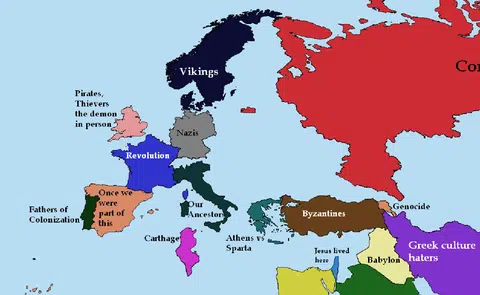 Vikings
Con
Pirates,
Thievers
the demon
in person
Nazis
Revolution
Once we
were
part of
this
Fathers of
Colonization
Our
Ancestors
Carthage
Athens vs
Sparta
Byzantines
Genocide
Jesus lived
here
Babylon
Greek culture
haters